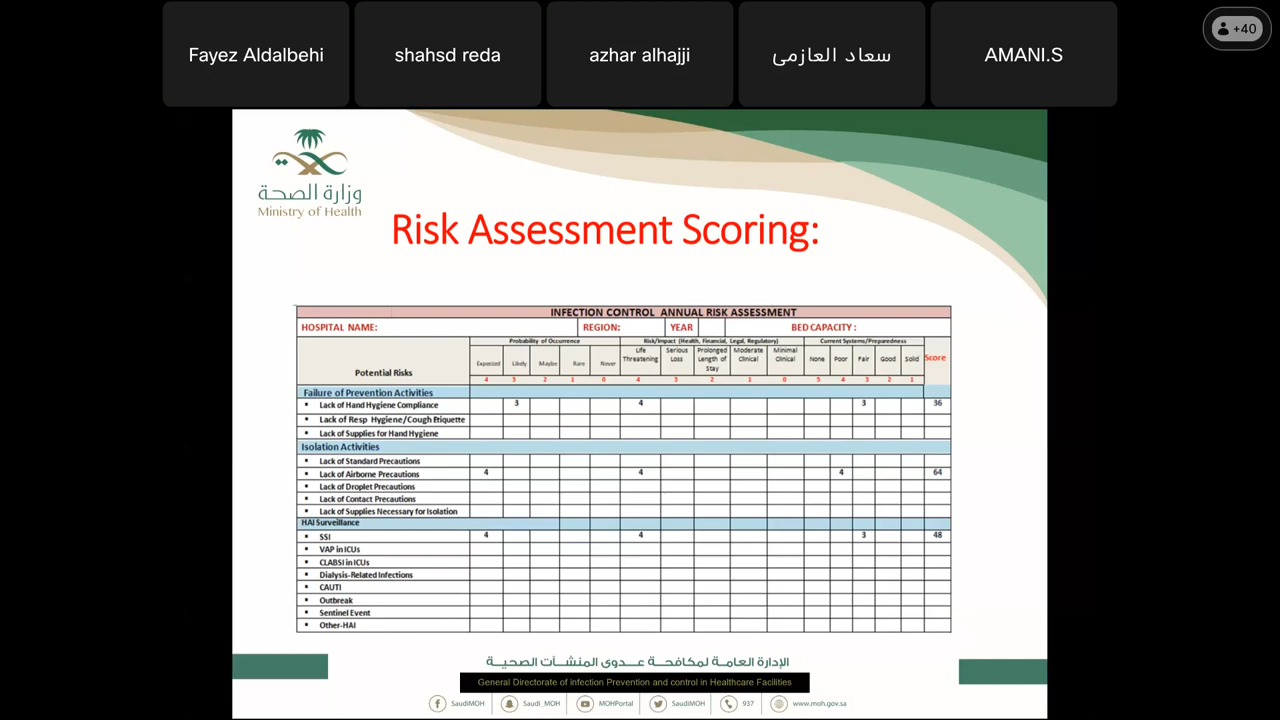 Fayez Aldalbehi
shahsd reda
azhar alhajji
سعاد العازمى
AMANI.S
+40
وزارة الصحة
Ministry of Health
Risk Assessment Scoring:
INFECTION CONTROL ANNUAL RISK ASSESSMENT
HOSPITAL NAME: REGION: YEAR BED CAPACITY :
Potential Risks Probability of Occurrence Risk/Impact (Health, Financial, Legal, Regulatory) Current Systems/Preparedness Score
Expected Likely Maybe Rare Never Life Threatening Serious Loss Prolonged Length of Stay Moderate Clinical Minimal Clinical None Poor Fair Good Solid
4 3 2 1 0 4 3 2 1 0 5 4 3 2 1
Failure of Prevention Activities
▪ Lack of Hand Hygiene Compliance 3 4 3 36
▪ Lack of Resp Hygiene/Cough Etiquette
▪ Lack of Supplies for Hand Hygiene
Isolation Activities
▪ Lack of Standard Precautions
▪ Lack of Airborne Precautions 4 4 4 64
▪ Lack of Droplet Precautions
▪ Lack of Contact Precautions
▪ Lack of Supplies Necessary for Isolation
HAI Surveillance
▪ SSI 4 4 3 48
▪ VAP in ICUs
▪ CLABSI in ICUs
▪ Dialysis-Related Infections
▪ CAUTI
▪ Outbreak
▪ Sentinel Event
▪ Other-HAI
الإدارة العامـة لمكافحـة عـدوى المنشـآت الصحيـة
General Directorate of infection Prevention and control in Healthcare Facilities
SaudiMOH Saudi_MOH MOHPortal SaudiMOH 937 www.moh.gov.sa